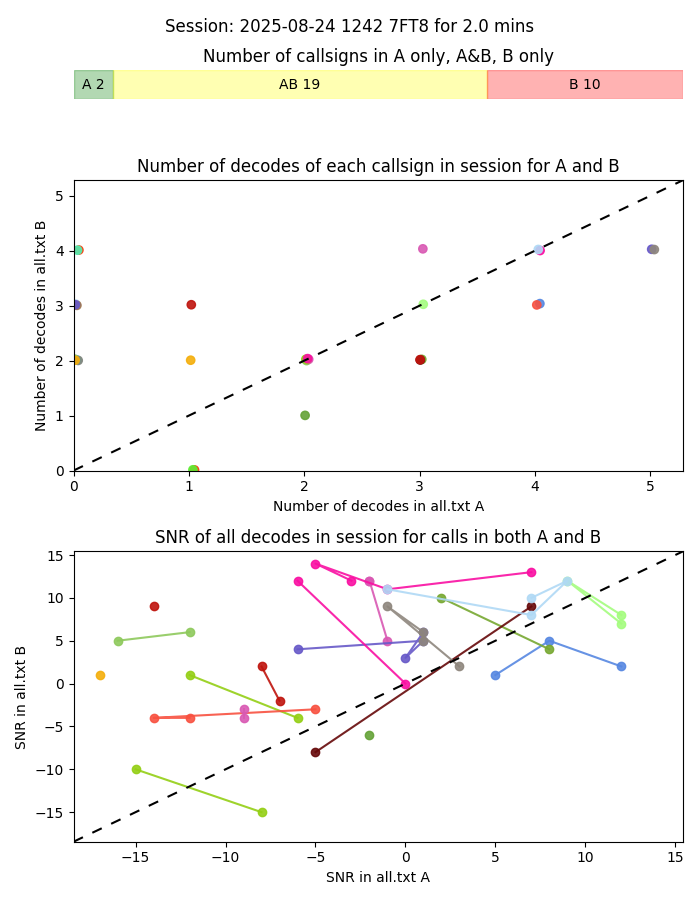 Session: 2025-08-24 1242 7FT8 for 2.0 mins
Number of callsigns in A only, A&B, B only
A 2
AB 19
B 10
Number of decodes of each callsign in session for A and B
Number of decodes in all.txt B
5
4
3
2
1
0
0 1 2 3 4 5
Number of decodes in all.txt A
SNR of all decodes in session for calls in both A and B
SNR in all.txt B
15
10
5
0
−5
−10
−15
−15 −10 −5 0 5 10 15
SNR in all.txt A